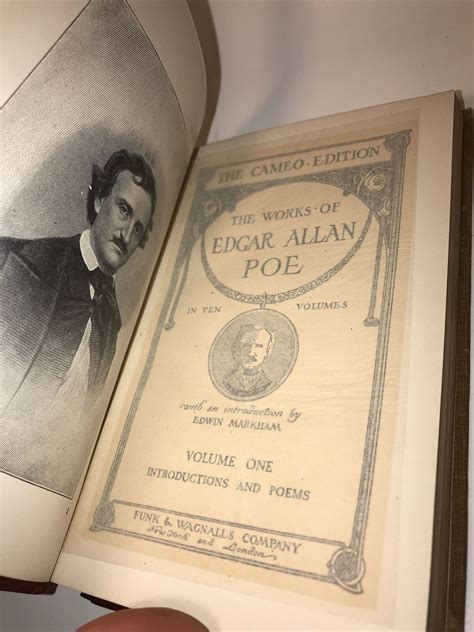 THE CAMEO · EDITION
THE WORKS · OF
EDGAR ALLAN
POE
IN TEN VOLUMES
with an introduction by
EDWIN MARKHAM
VOLUME ONE
INTRODUCTIONS AND POEMS
FUNK & WAGNALLS COMPANY
New York and London